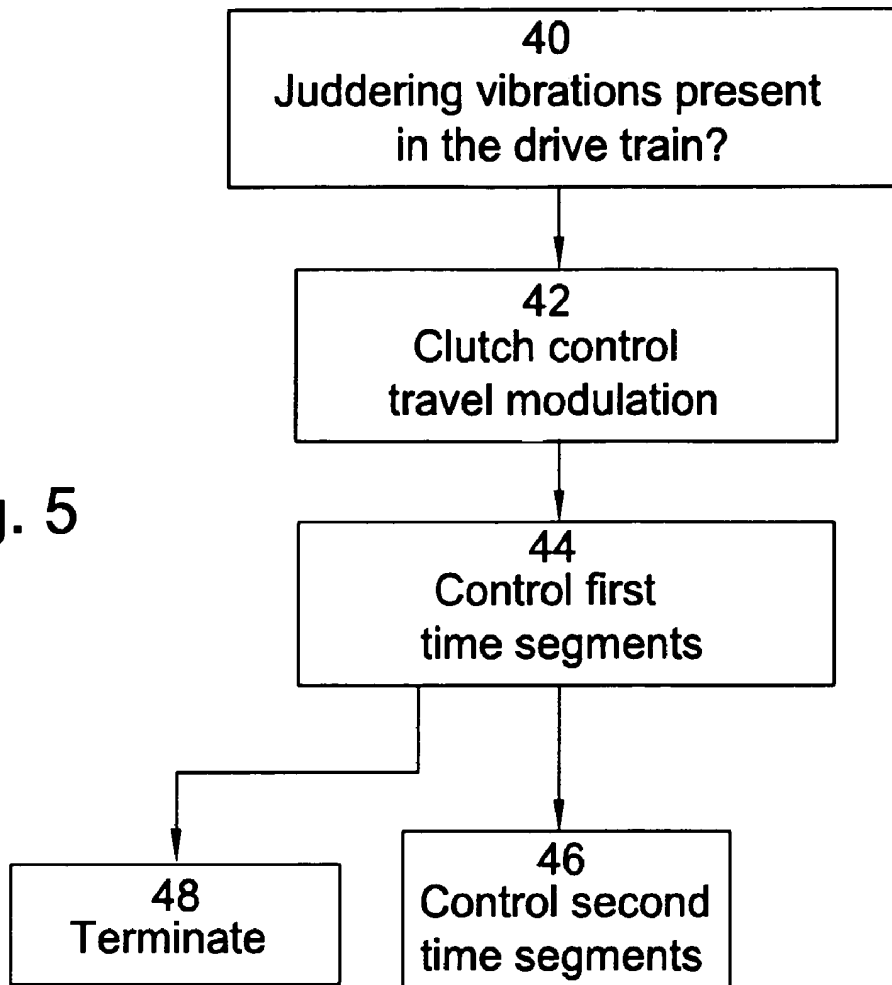 40
Juddering vibrations present
in the drive train?
42
Clutch control
travel modulation
g. 5
44
Control first
time segments
48
Terminate
46
Control second
time segments